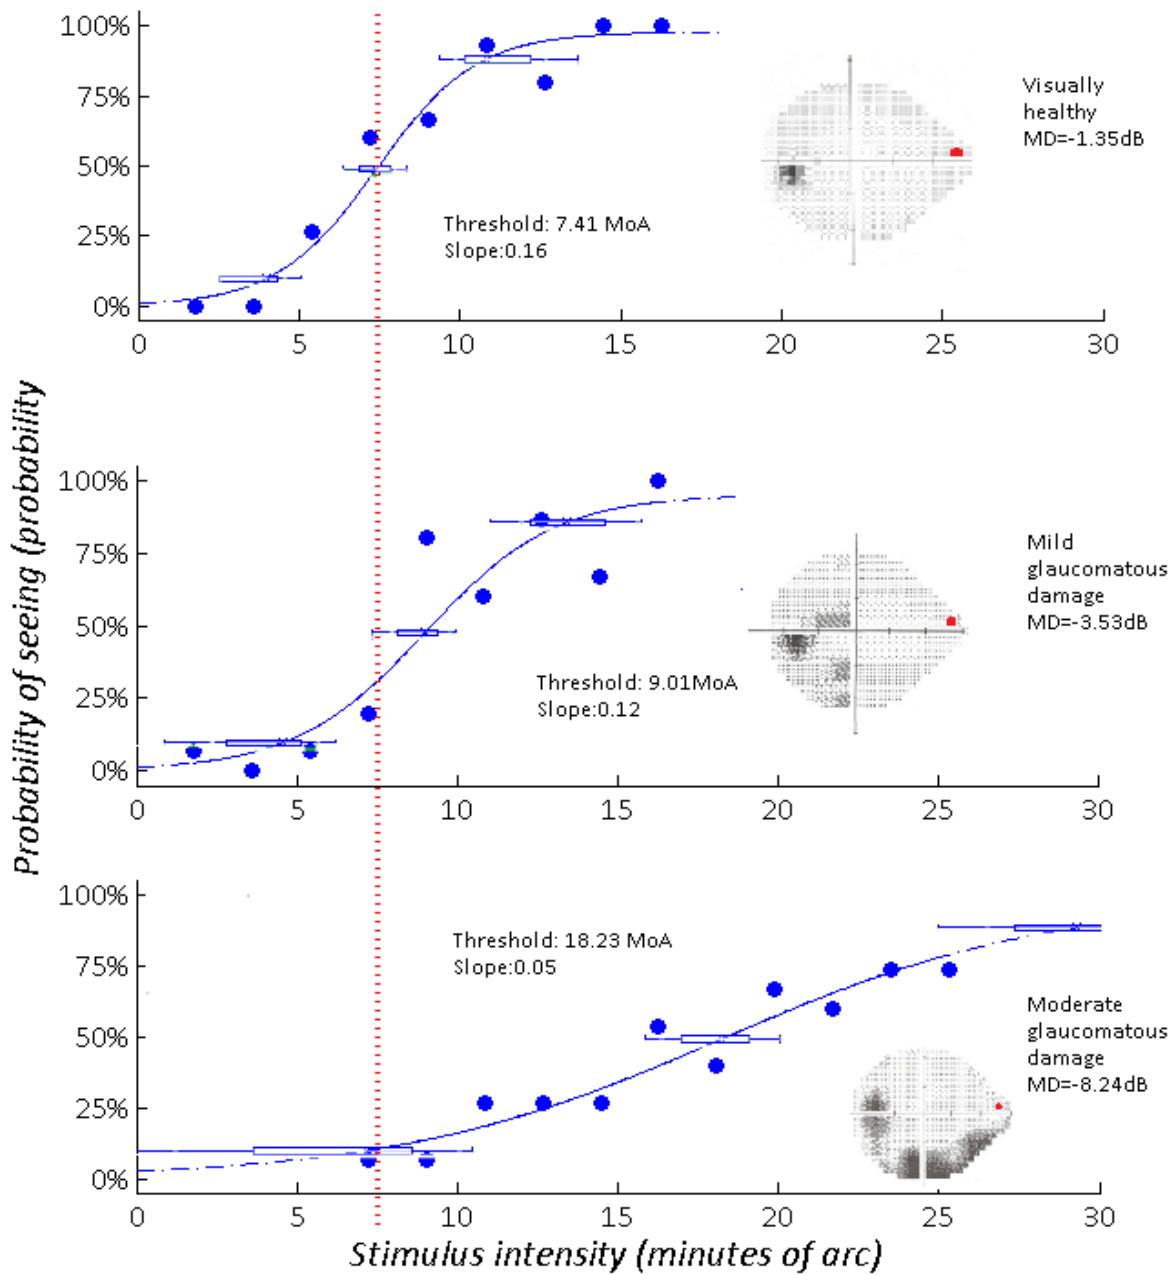 Probability of seeing (probability
100%
75%
50%
25%
0%
0 5 10 15 20 25 30
Threshold: 7.41 MoA
Slope:0.16
Visually
healthy
MD=-1.35dB
100%
75%
50%
25%
0%
0 5 10 15 20 25 30
Threshold: 9.01MoA
Slope:0.12
Mild
glaucomatous
damage
MD=-3.53dB
100%
75%
50%
25%
0%
0 5 10 15 20 25 30
Threshold: 18.23 MoA
Slope:0.05
Moderate
glaucomatous
damage
MD=-8.24dB
Stimulus intensity (minutes of arc)